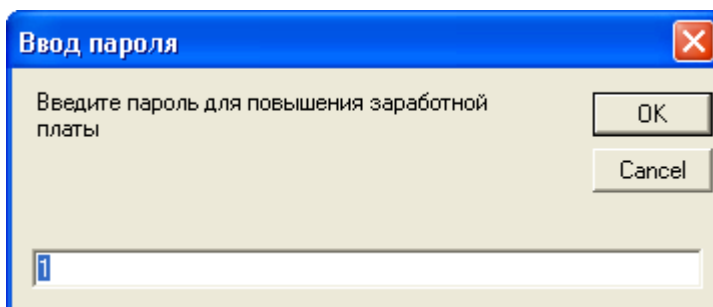 Ввод пароля
Введите пароль для повышения заработной
платы
OK
Cancel
1